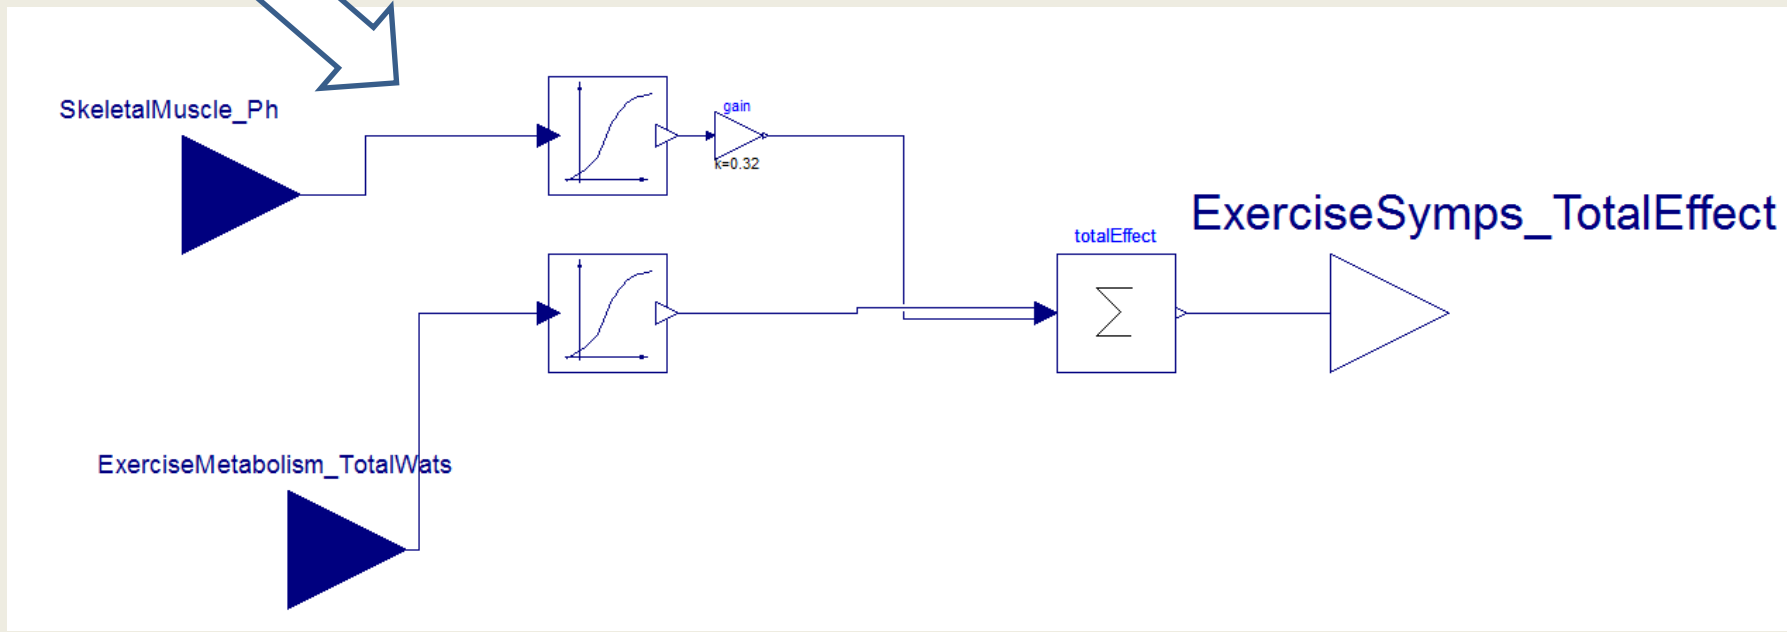 SkeletalMuscle_Ph
gain
k=0.32
ExerciseSymps_TotalEffect
totalEffect
Σ
ExerciseMetabolism_TotalWats